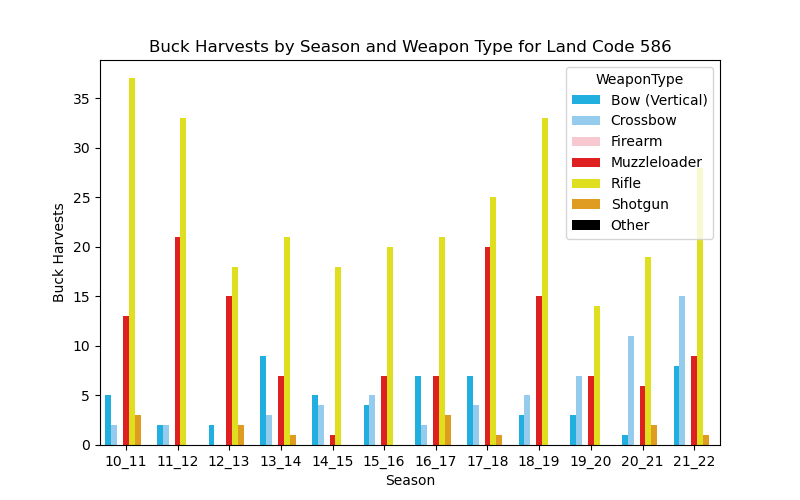 Buck Harvests by Season and Weapon Type for Land Code 586
WeaponType
Bow (Vertical)
Crossbow
Firearm
Muzzleloader
Rifle
Shotgun
Other
Buck Harvests
35
30
25
20
15
10
5
0
10_11 11_12 12_13 13_14 14_15 15_16 16_17 17_18 18_19 19_20 20_21 21_22
Season